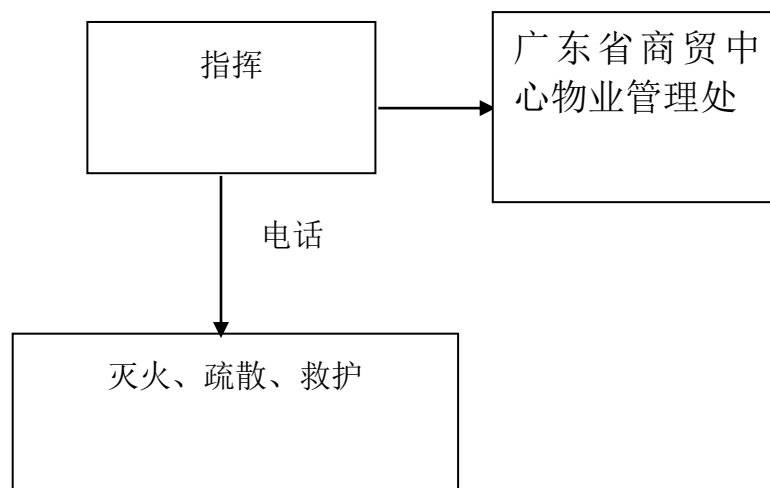 指挥
广东省商贸中
心物业管理处
电话
灭火、疏散、救护